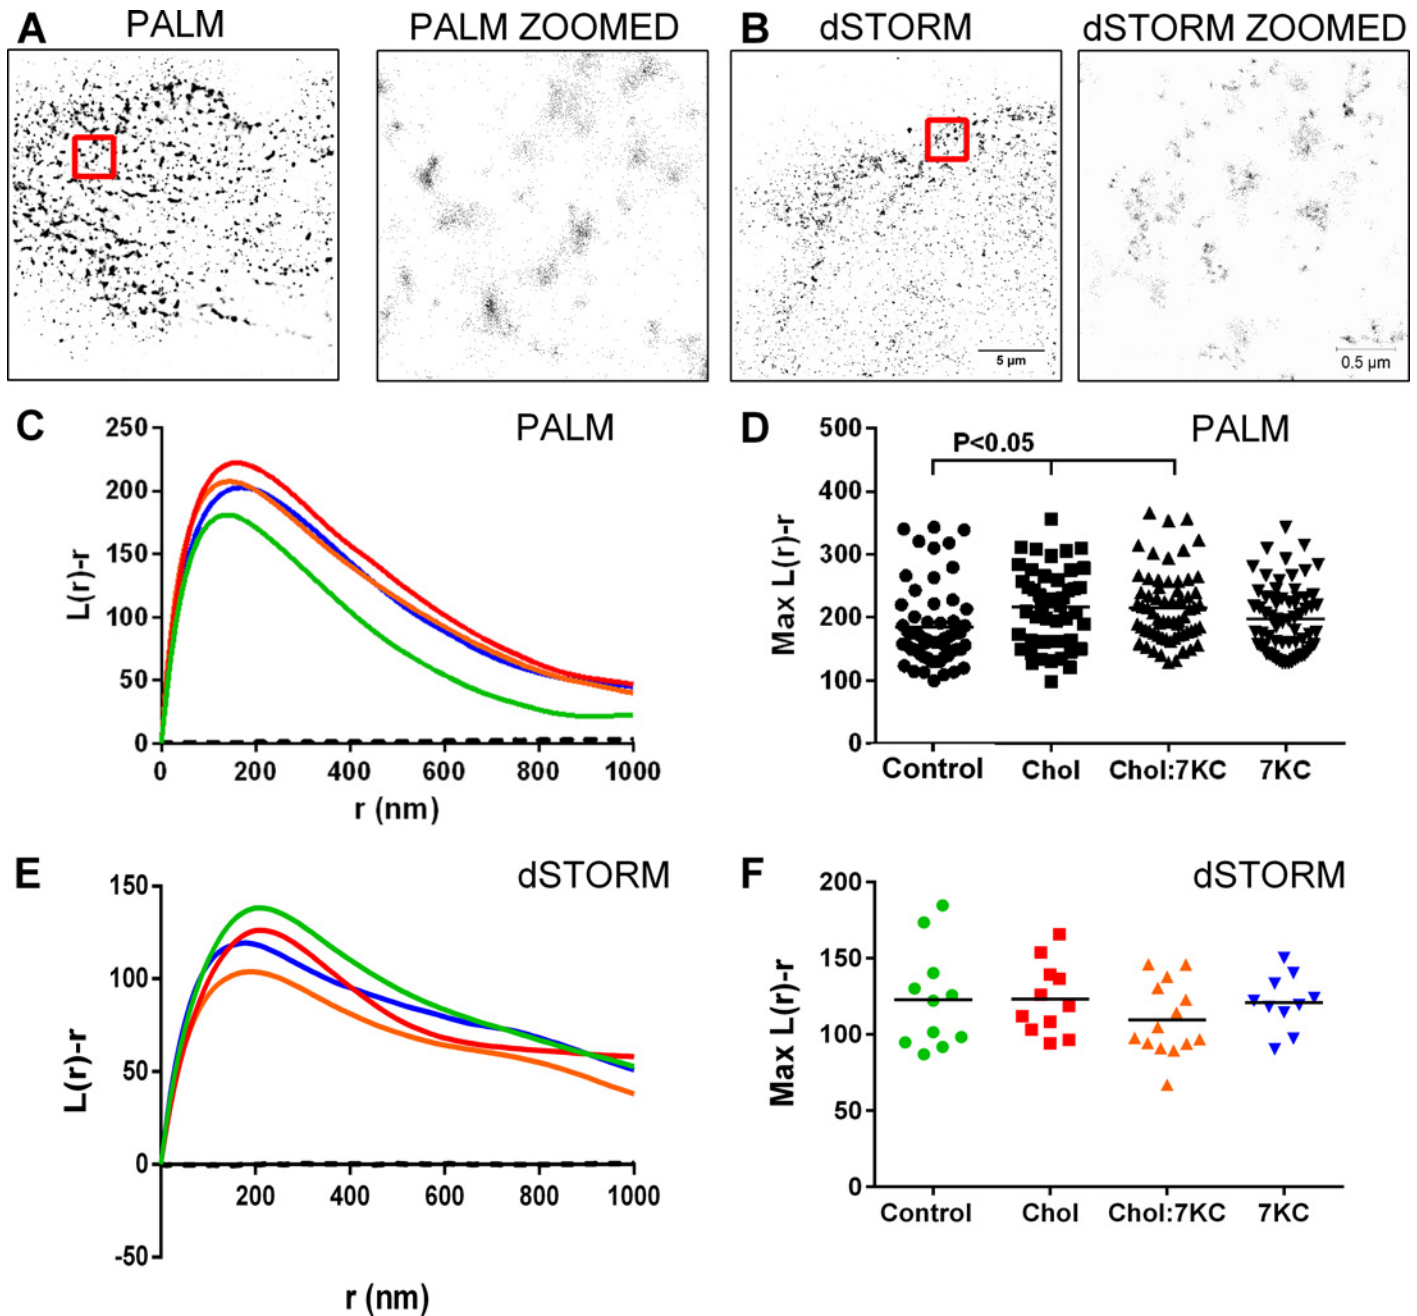 A PALM PALM ZOOMED B dSTORM dSTORM ZOOMED
5 µm
0.5 µm
C PALM
250
200
150
100
50
0
L(r)-r
0 200 400 600 800 1000
r (nm)
D PALM
P<0.05
500
400
300
200
100
0
Max L(r)-r
Control Chol Chol:7KC 7KC
E dSTORM
150
100
50
0
-50
L(r)-r
200 400 600 800 1000
r (nm)
F dSTORM
200
150
100
50
0
Max L(r)-r
Control Chol Chol:7KC 7KC